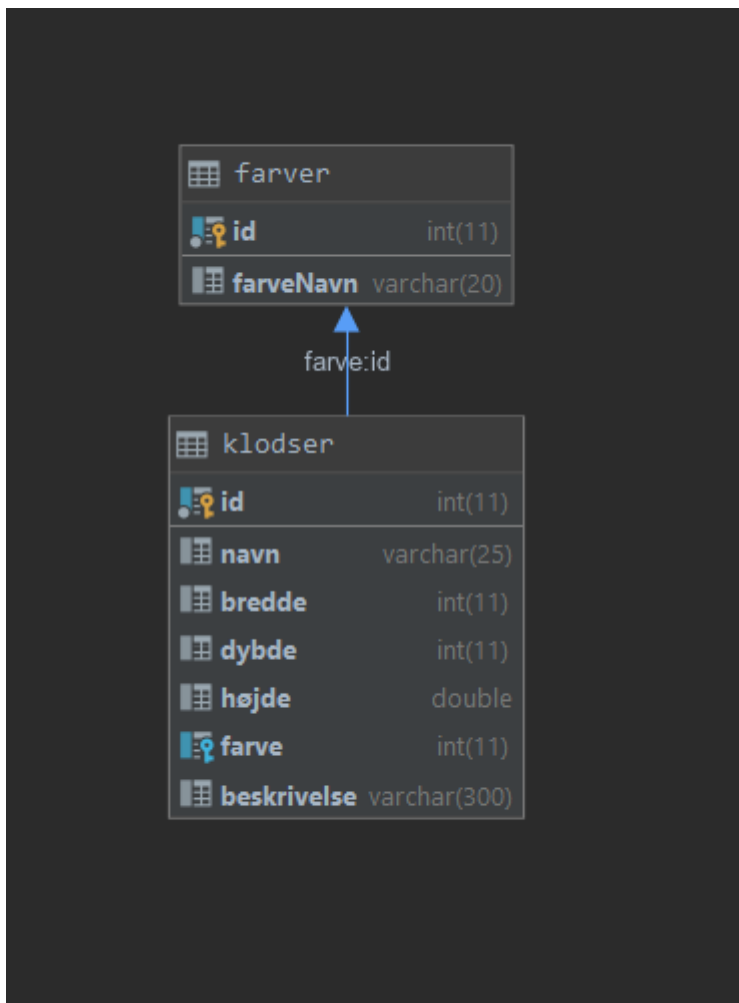 farver
id int(11)
farveNavn varchar(20)
farve:id
klodser
id int(11)
navn varchar(25)
bredde int(11)
dybde int(11)
højde double
farve int(11)
beskrivelse varchar(300)